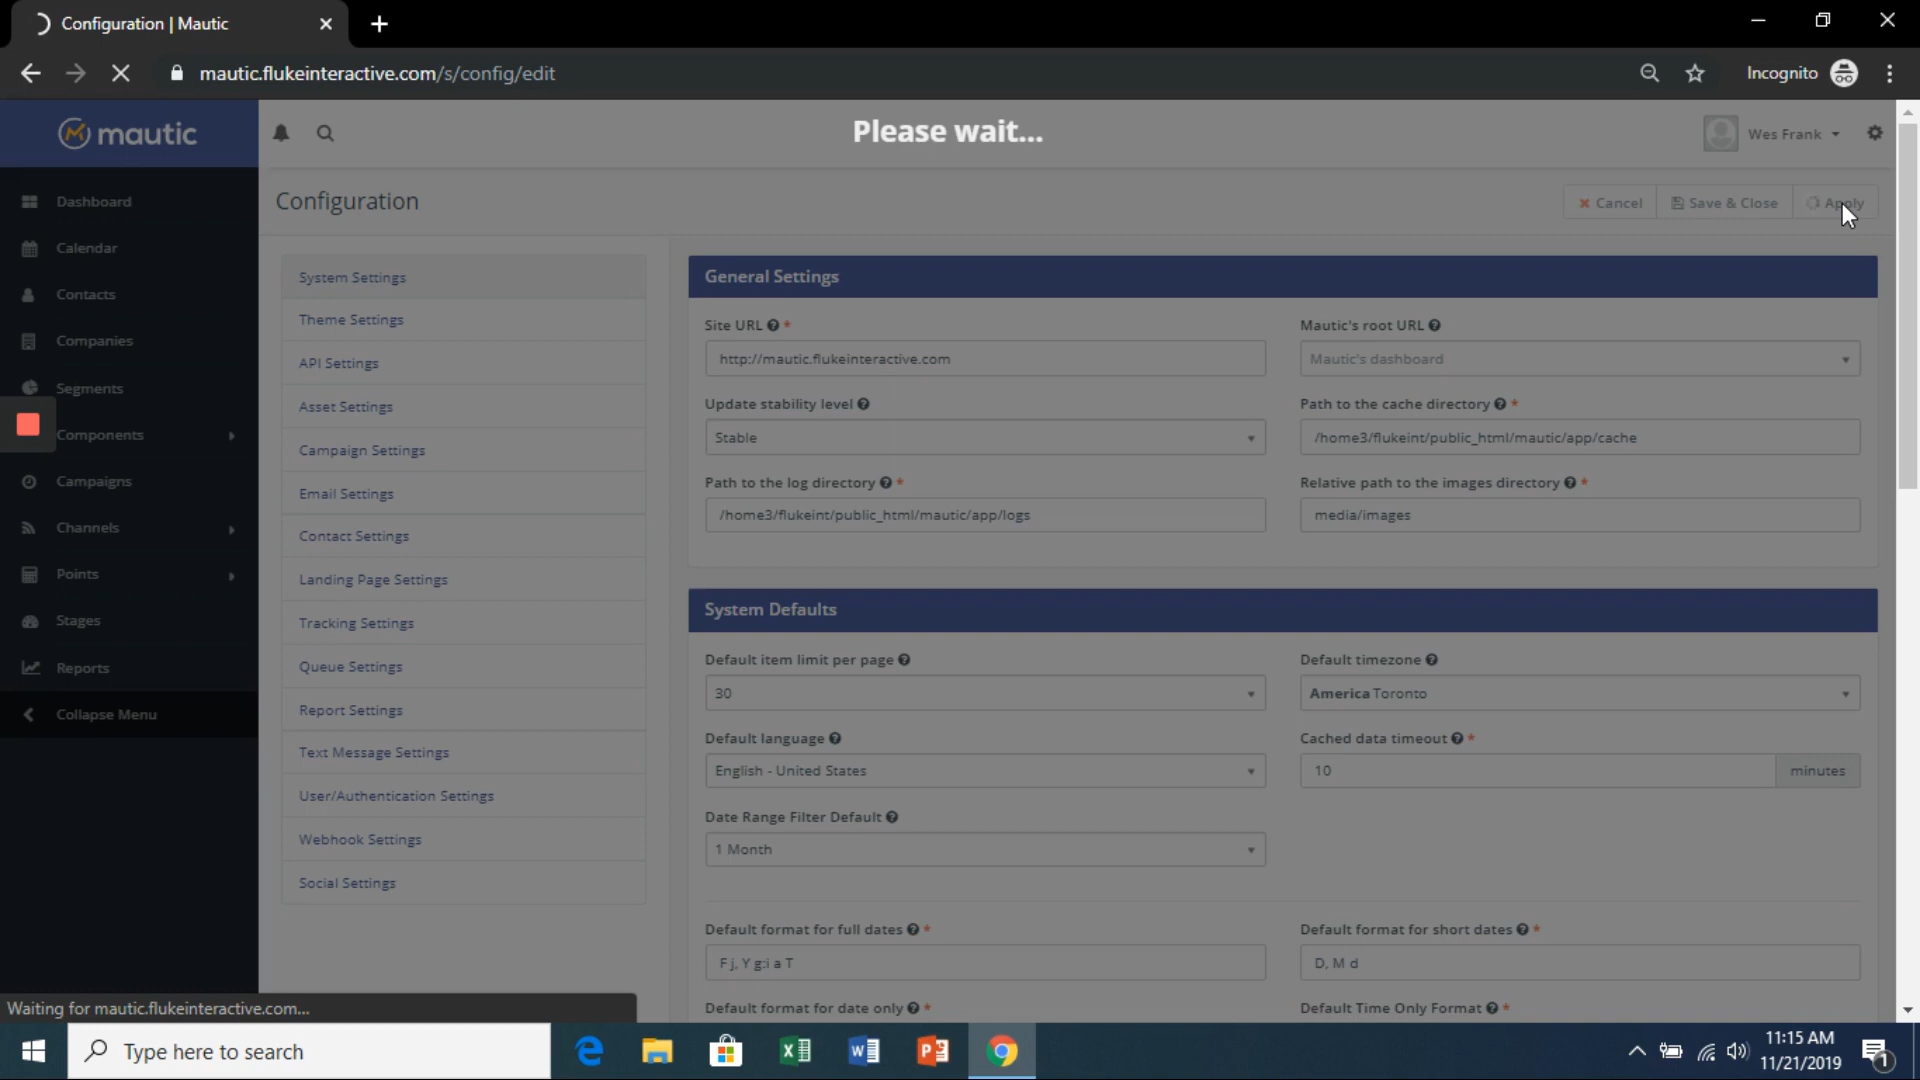 Configuration | Mautic
mautic.flukeinteractive.com/s/config/edit
Incognito
mautic
Please wait...
Wes Frank
Dashboard
Calendar
Contacts
Companies
Segments
Components
Campaigns
Channels
Points
Stages
Reports
Collapse Menu
Configuration
Cancel
Save & Close
Apply
System Settings
Theme Settings
API Settings
Asset Settings
Campaign Settings
Email Settings
Contact Settings
Landing Page Settings
Tracking Settings
Queue Settings
Report Settings
Text Message Settings
User/Authentication Settings
Webhook Settings
Social Settings
General Settings
Site URL *
http://mautic.flukeinteractive.com
Mautic's root URL
Mautic's dashboard
Update stability level
Stable
Path to the cache directory *
/home3/flukeint/public_html/mautic/app/cache
Path to the log directory *
/home3/flukeint/public_html/mautic/app/logs
Relative path to the images directory *
media/images
System Defaults
Default item limit per page
30
Default timezone
America Toronto
Default language
English - United States
Cached data timeout *
10
minutes
Date Range Filter Default
1 Month
Default format for full dates *
F j, Y g:i a T
Default format for short dates *
D, M d
Default format for date only *
Default Time Only Format *
Waiting for mautic.flukeinteractive.com...
Type here to search
11:15 AM
11/21/2019
1